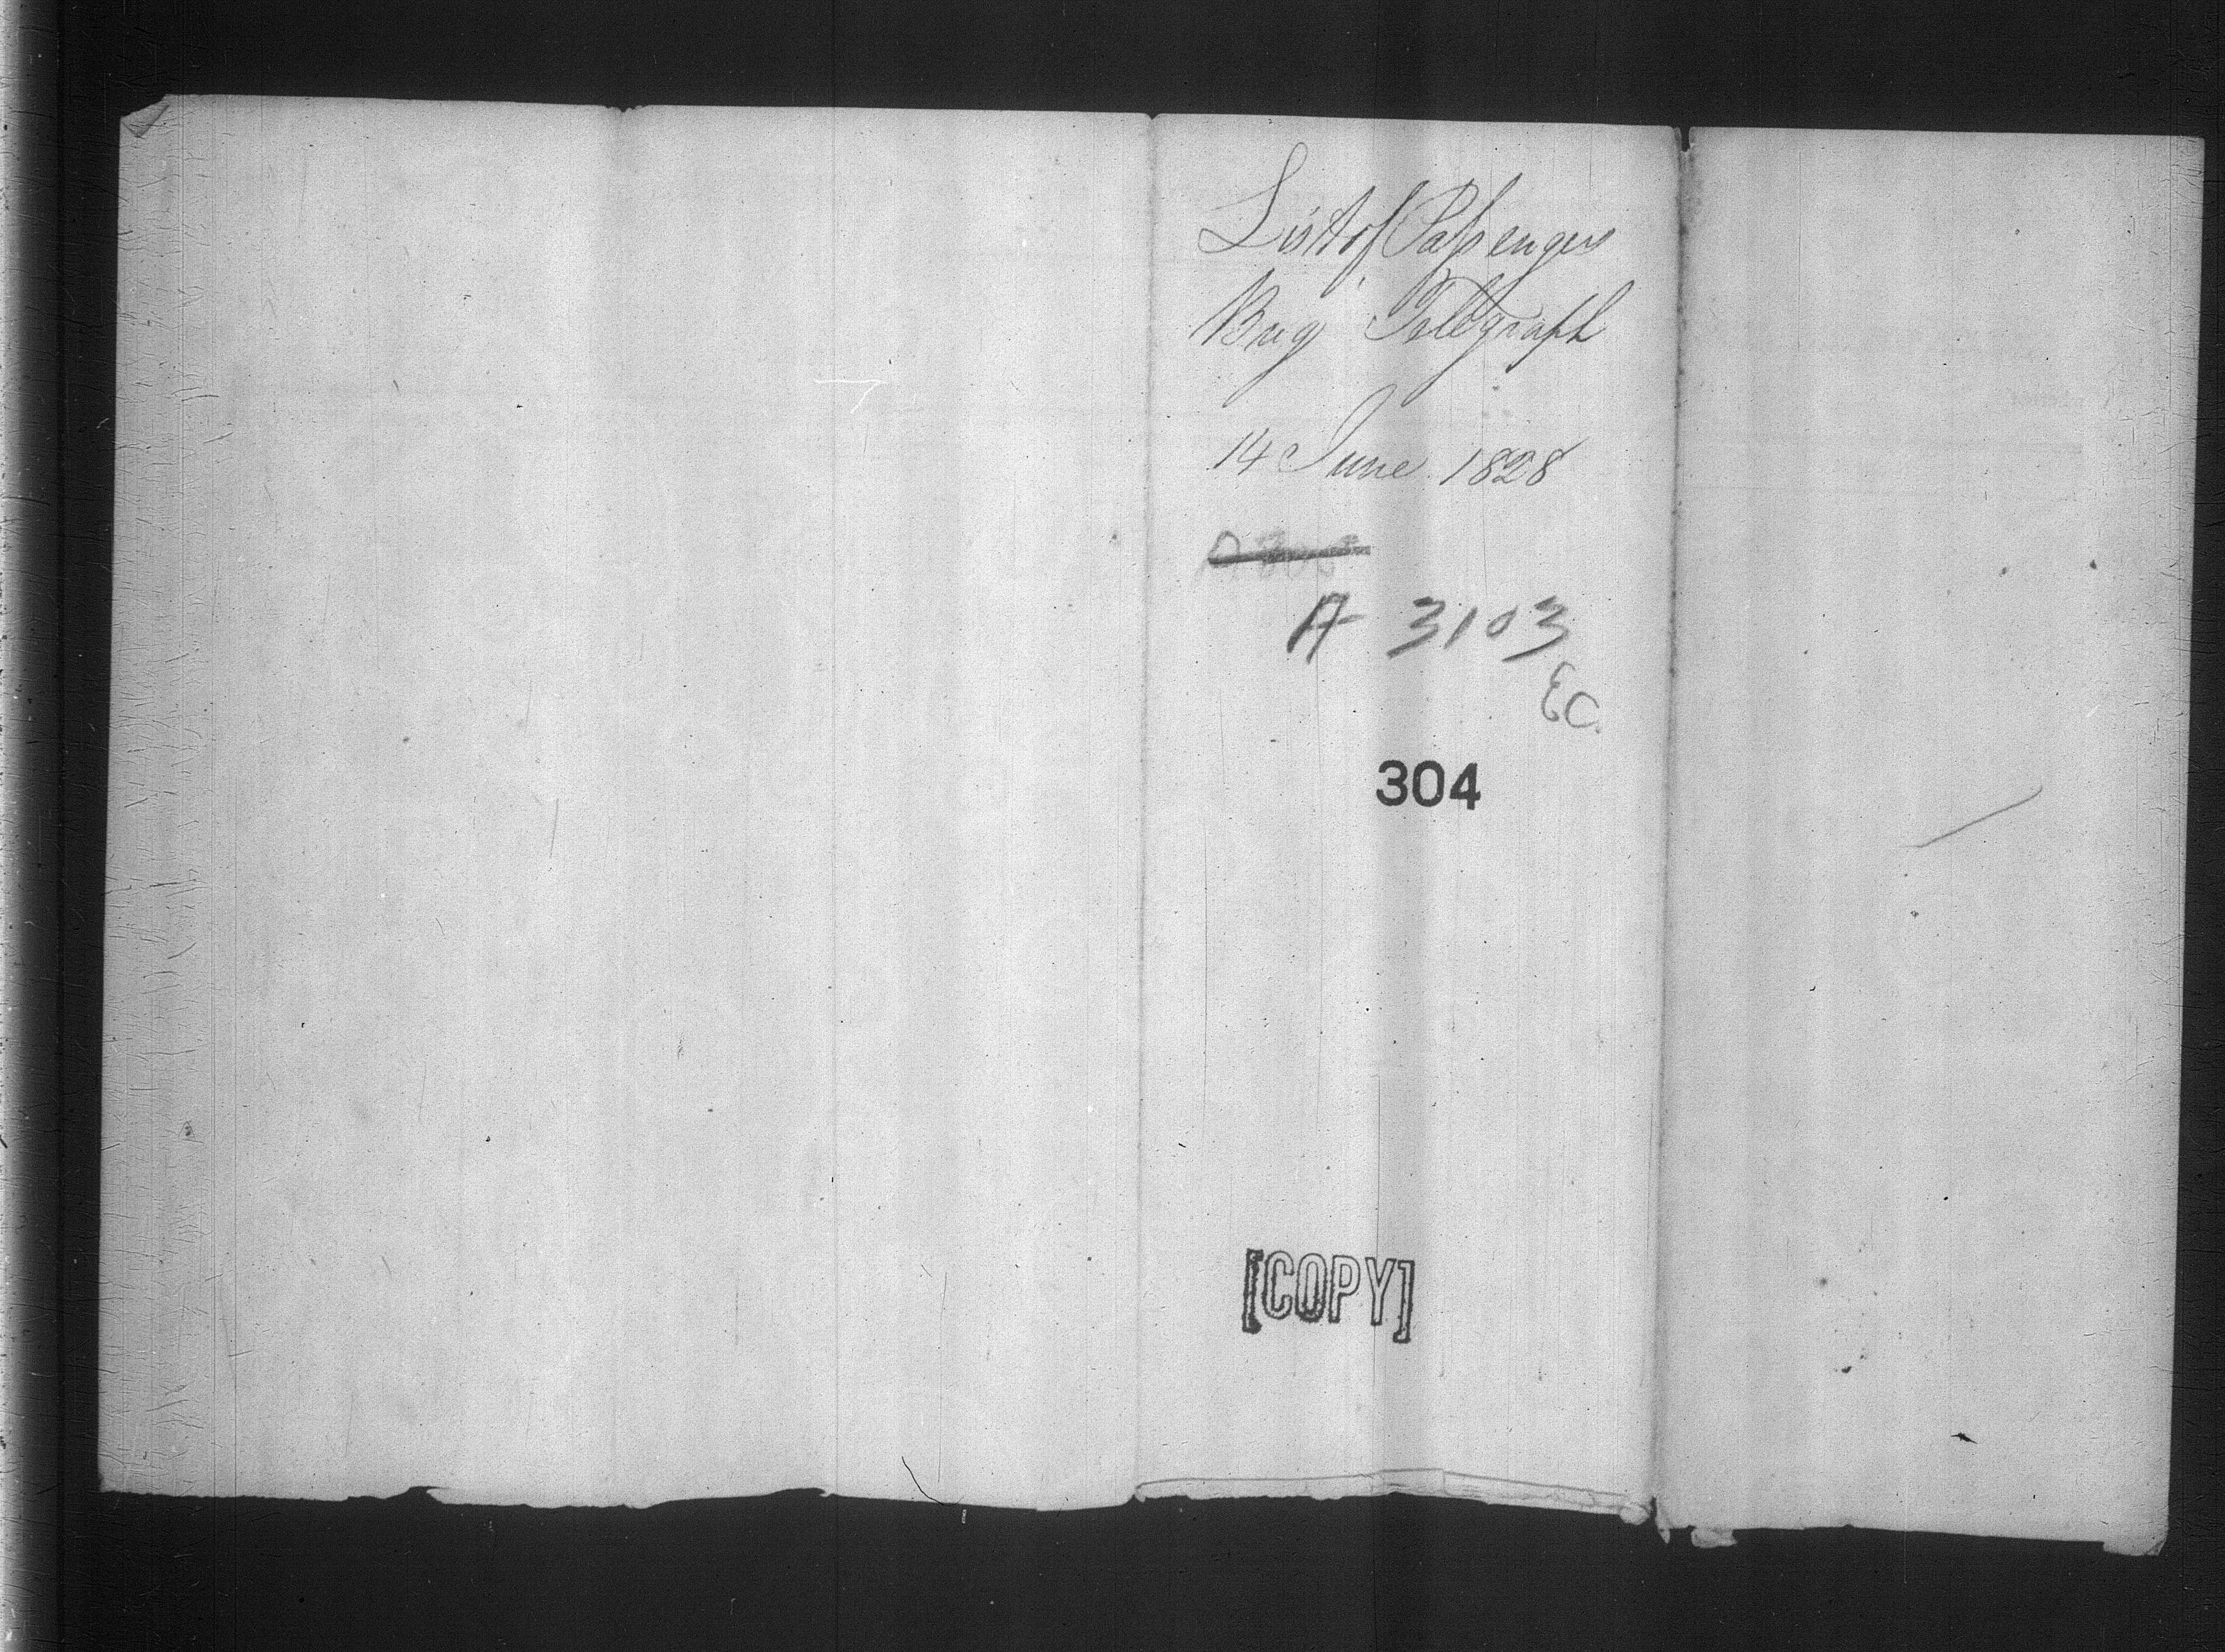 List of Passengers
Brig Telegraph
14 June 1828
A 3103
EC.
304
[COPY]